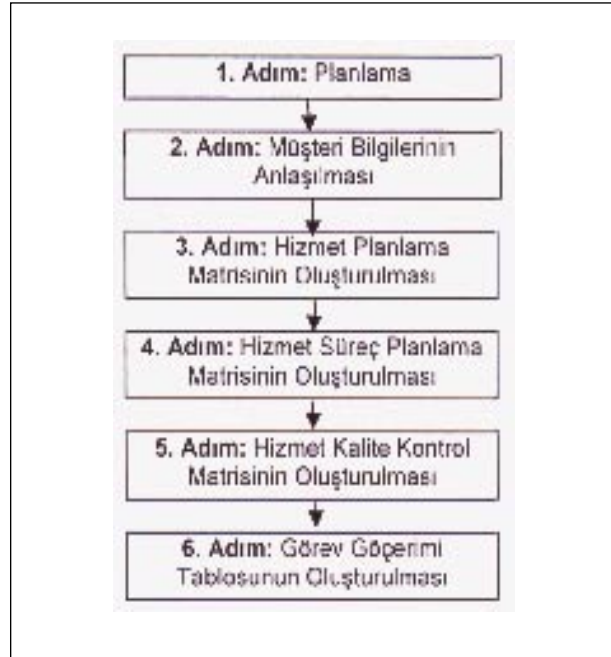 1. Adım: Planlama
2. Adım: Müşteri Bilgilerinin
Anlaşılması
3. Adım: Hizmet Planlama
Matrisinin Oluşturulması
4. Adım: Hizmet Süreç Planlama
Matrisinin Oluşturulması
5. Adım: Hizmet Kalite Kontrol
Matrisinin Oluşturulması
6. Adım: Görev Göçerimi
Tablosunun Oluşturulması